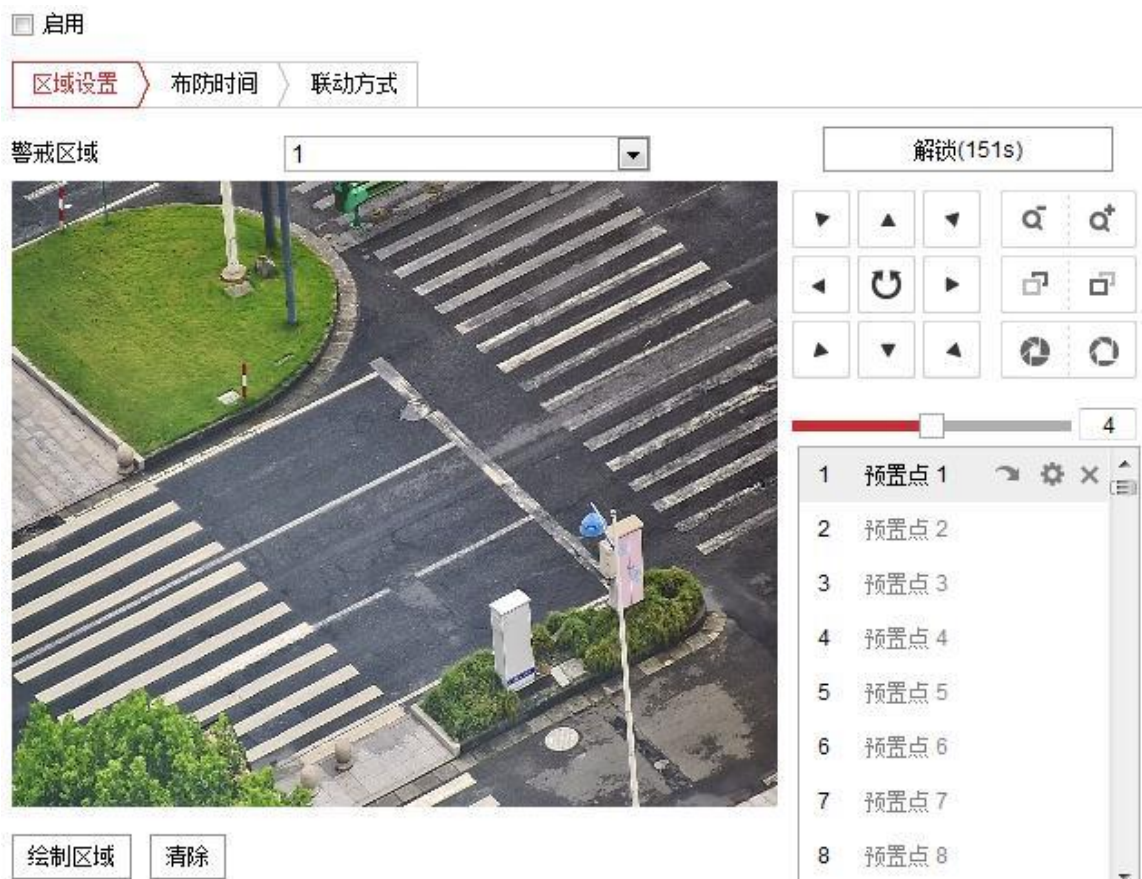 启用
区域设置 布防时间 联动方式
警戒区域 1 解锁(151s)
4
1 预置点 1
2 预置点 2
3 预置点 3
4 预置点 4
5 预置点 5
6 预置点 6
7 预置点 7
8 预置点 8
绘制区域 清除